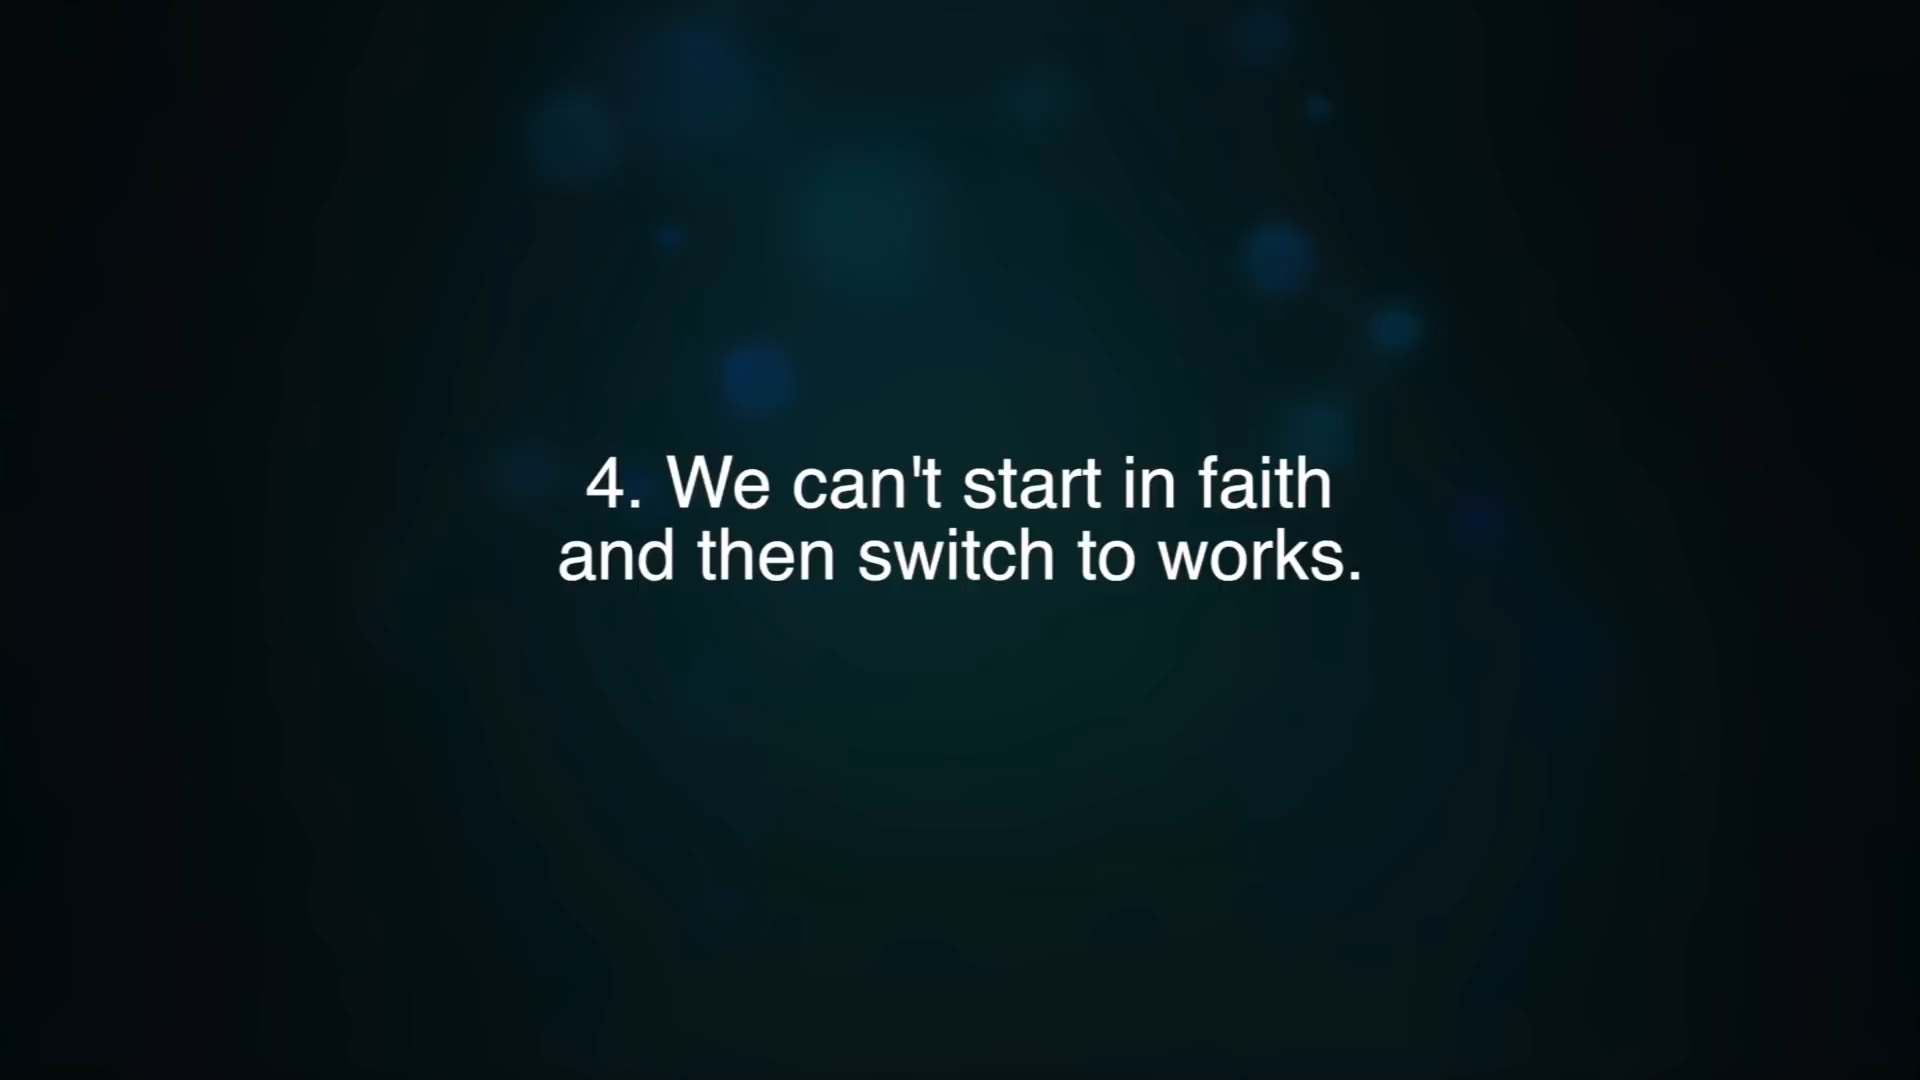 4. We can't start in faith
and then switch to works.